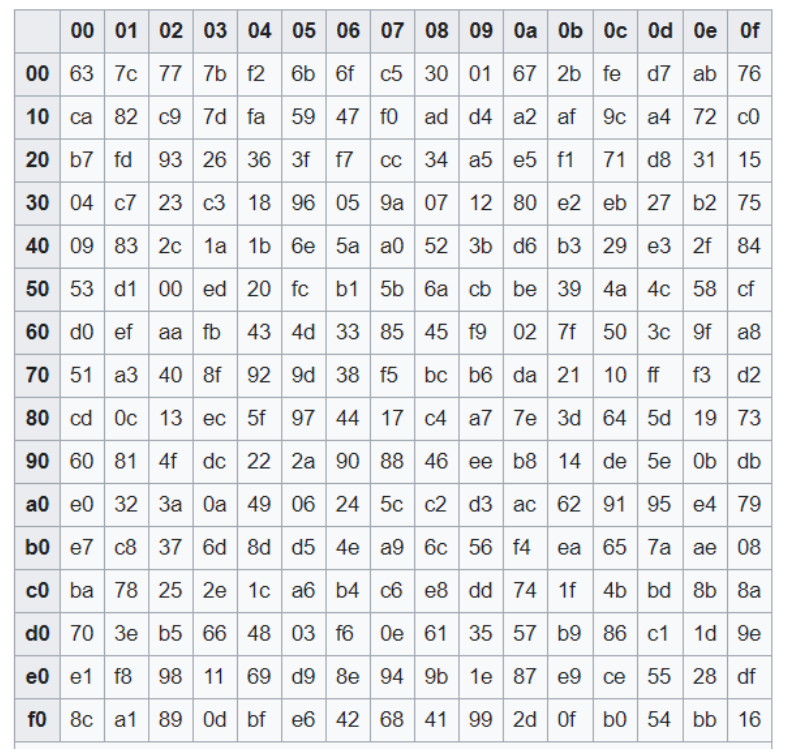 00 01 02 03 04 05 06 07 08 09 0a 0b 0c 0d 0e 0f
00 63 7c 77 7b f2 6b 6f c5 30 01 67 2b fe d7 ab 76
10 ca 82 c9 7d fa 59 47 f0 ad d4 a2 af 9c a4 72 c0
20 b7 fd 93 26 36 3f f7 cc 34 a5 e5 f1 71 d8 31 15
30 04 c7 23 c3 18 96 05 9a 07 12 80 e2 eb 27 b2 75
40 09 83 2c 1a 1b 6e 5a a0 52 3b d6 b3 29 e3 2f 84
50 53 d1 00 ed 20 fc b1 5b 6a cb be 39 4a 4c 58 cf
60 d0 ef aa fb 43 4d 33 85 45 f9 02 7f 50 3c 9f a8
70 51 a3 40 8f 92 9d 38 f5 bc b6 da 21 10 ff f3 d2
80 cd 0c 13 ec 5f 97 44 17 c4 a7 7e 3d 64 5d 19 73
90 60 81 4f dc 22 2a 90 88 46 ee b8 14 de 5e 0b db
a0 e0 32 3a 0a 49 06 24 5c c2 d3 ac 62 91 95 e4 79
b0 e7 c8 37 6d 8d d5 4e a9 6c 56 f4 ea 65 7a ae 08
c0 ba 78 25 2e 1c a6 b4 c6 e8 dd 74 1f 4b bd 8b 8a
d0 70 3e b5 66 48 03 f6 0e 61 35 57 b9 86 c1 1d 9e
e0 e1 f8 98 11 69 d9 8e 94 9b 1e 87 e9 ce 55 28 df
f0 8c a1 89 0d bf e6 42 68 41 99 2d 0f b0 54 bb 16